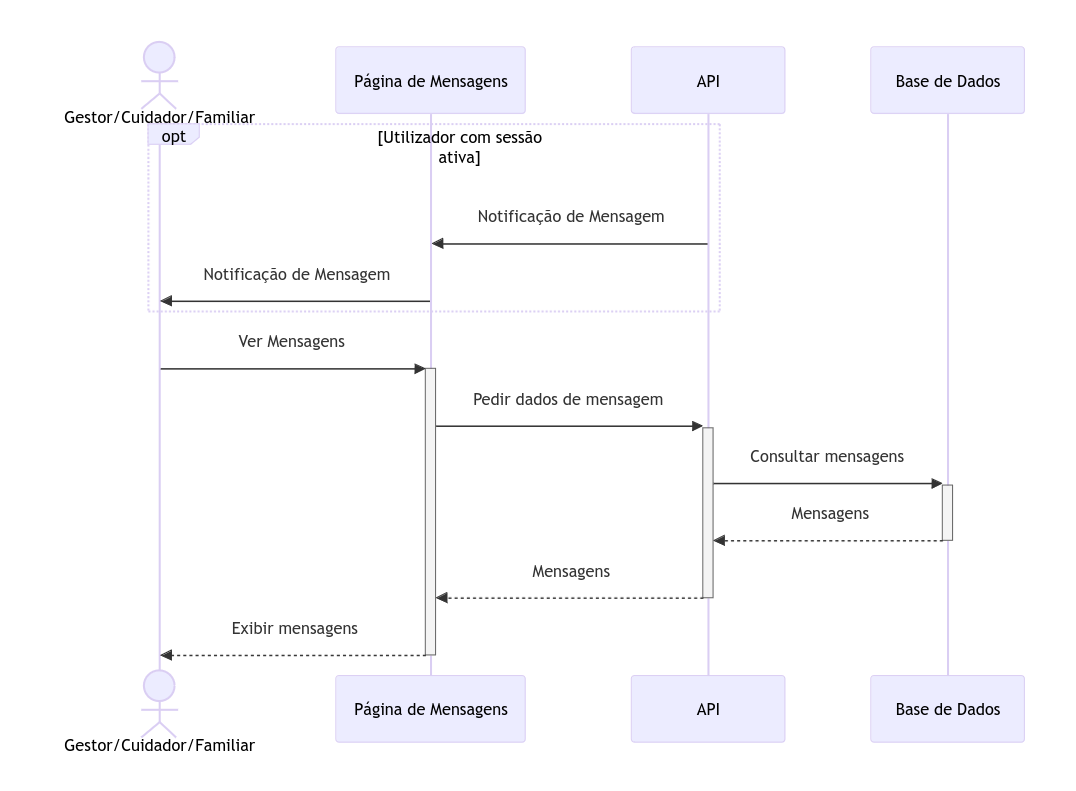 Gestor/Cuidador/Familiar
Página de Mensagens
API
Base de Dados
opt
[Utilizador com sessão
ativa]
Notificação de Mensagem
Notificação de Mensagem
Ver Mensagens
Pedir dados de mensagem
Consultar mensagens
Mensagens
Mensagens
Exibir mensagens
Gestor/Cuidador/Familiar
Página de Mensagens
API
Base de Dados